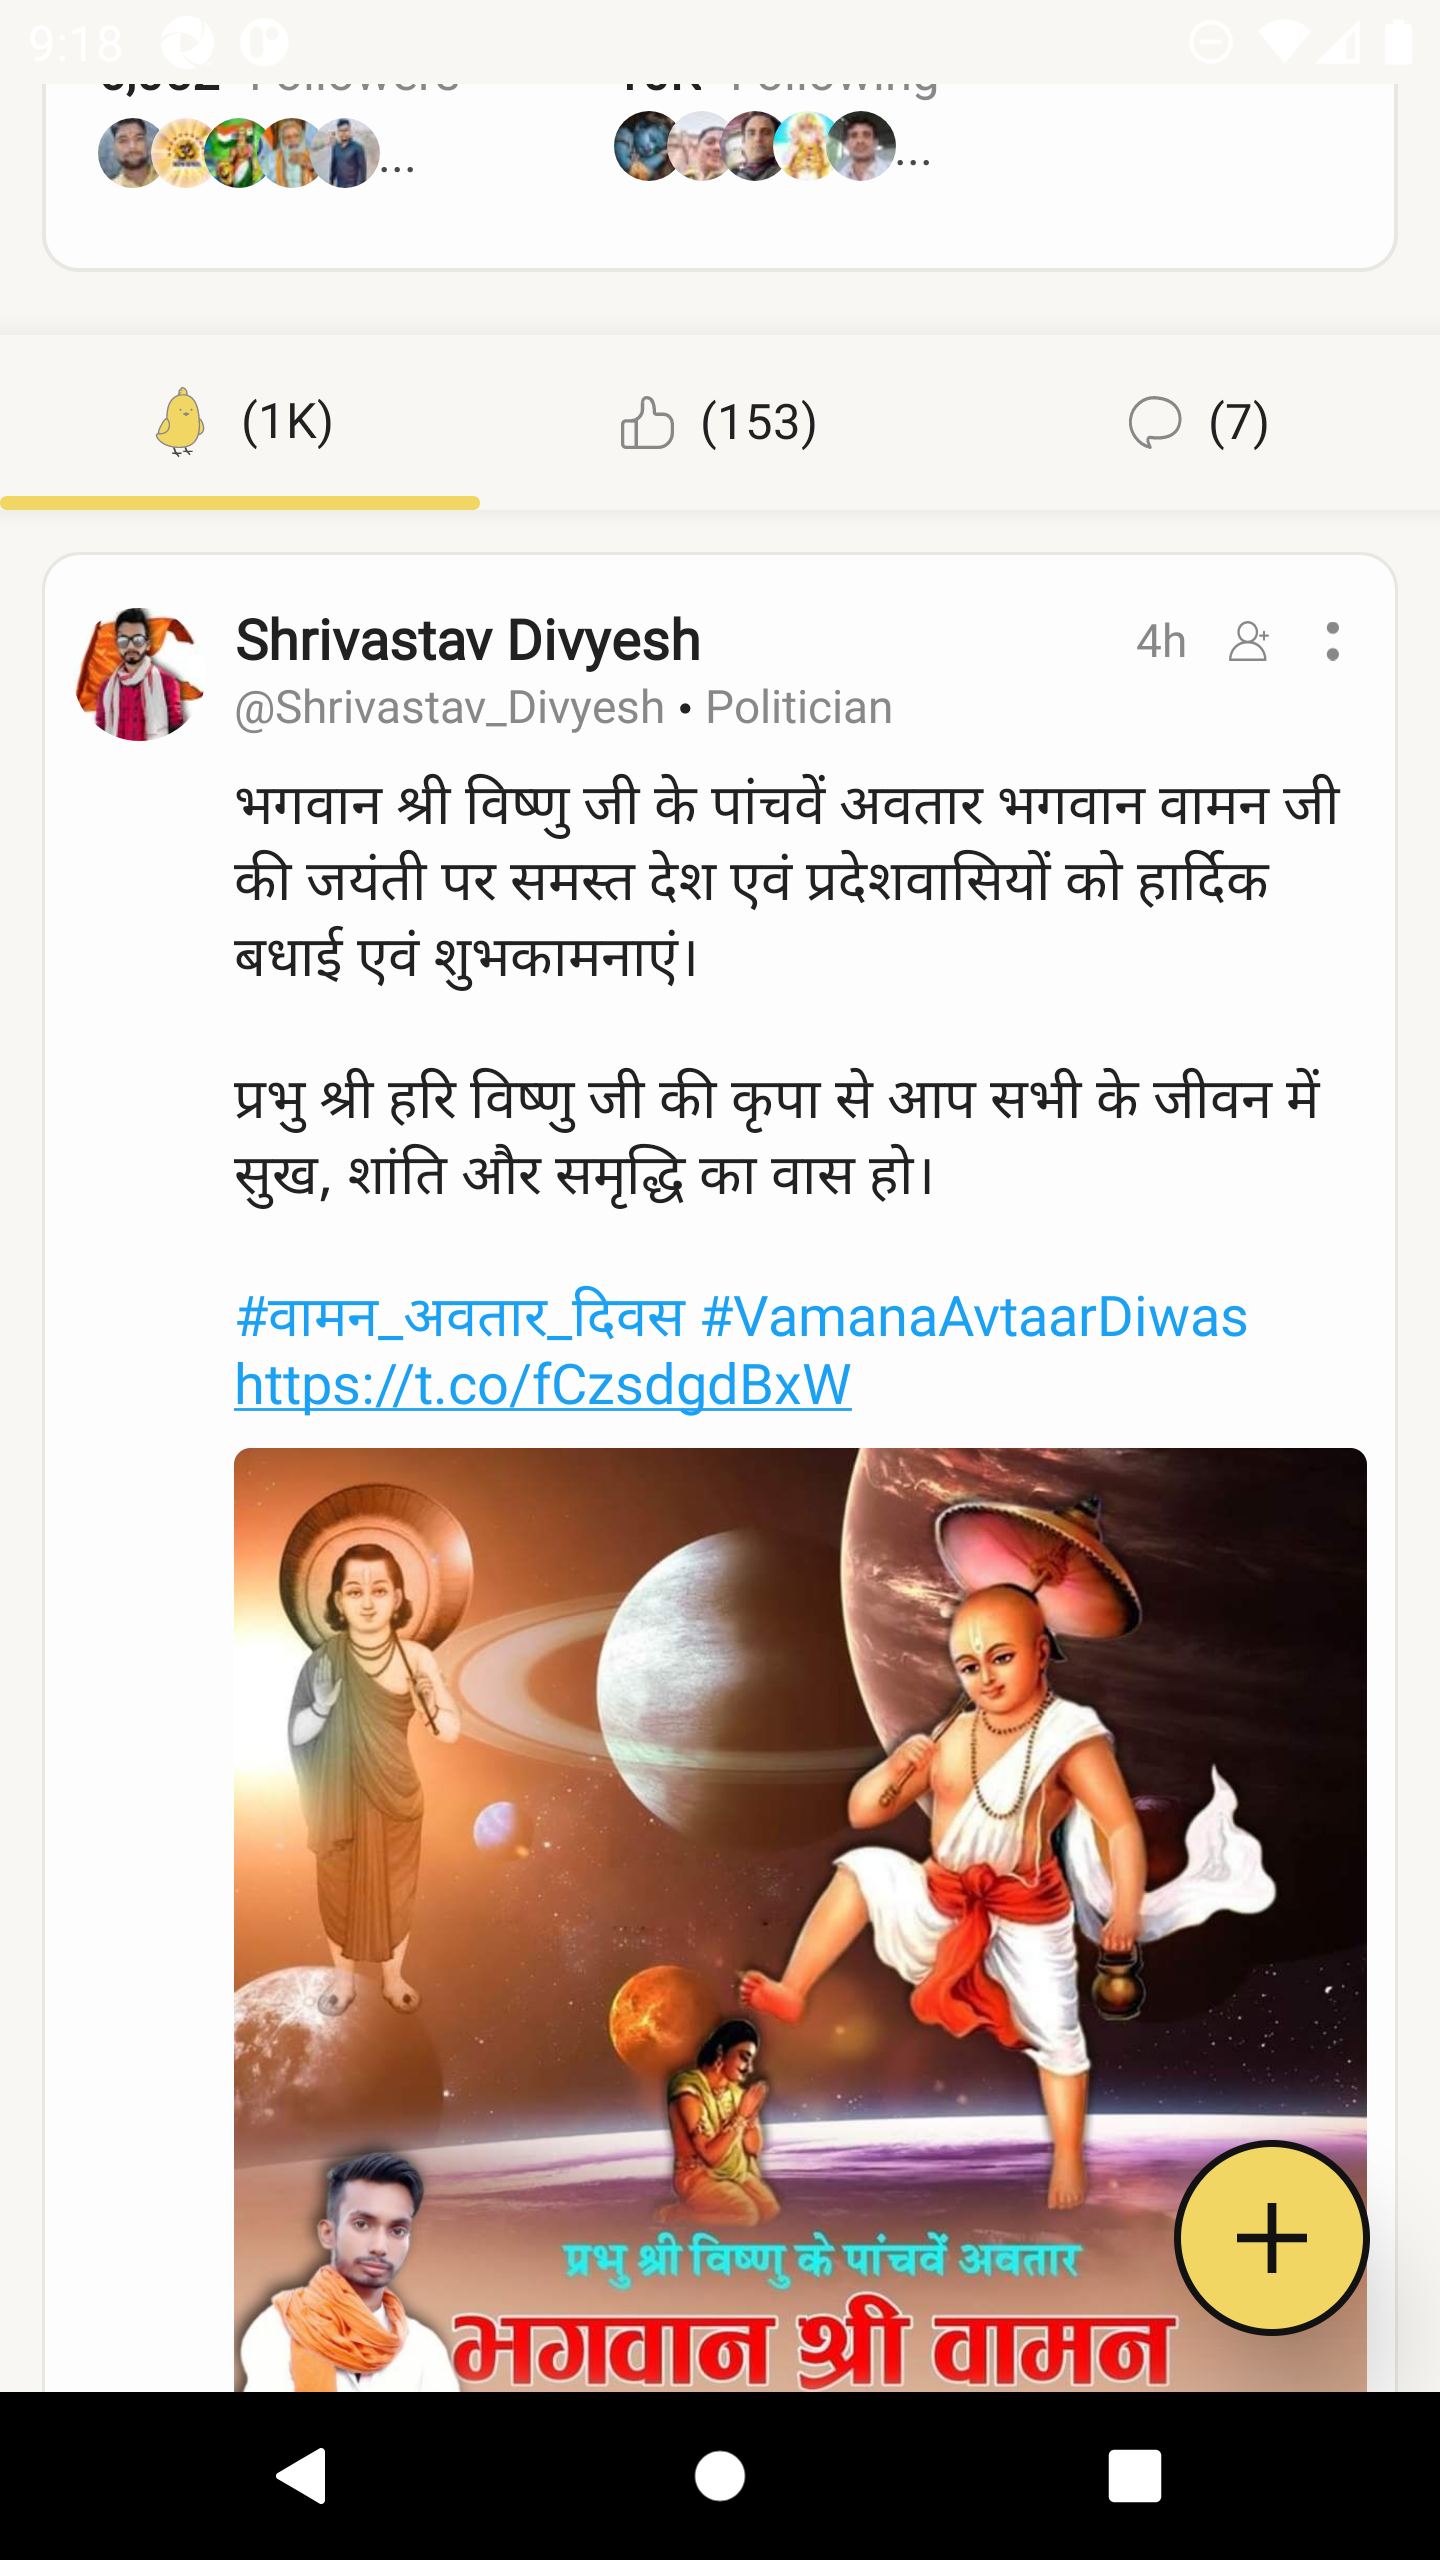 9:18
Followers
Following
...
...
(1K)
(153)
(7)
Shrivastav Divyesh
4h
@Shrivastav_Divyesh • Politician
भगवान श्री विष्णु जी के पांचवें अवतार भगवान वामन जी
की जयंती पर समस्त देश एवं प्रदेशवासियों को हार्दिक
बधाई एवं शुभकामनाएं।
प्रभु श्री हरि विष्णु जी की कृपा से आप सभी के जीवन में
सुख, शांति और समृद्धि का वास हो।
#वामन_अवतार_दिवस #VamanaAvtaarDiwas
https://t.co/fCzsdgdBxW
प्रभु श्री विष्णु के पांचवें अवतार
भगवान श्री वामन